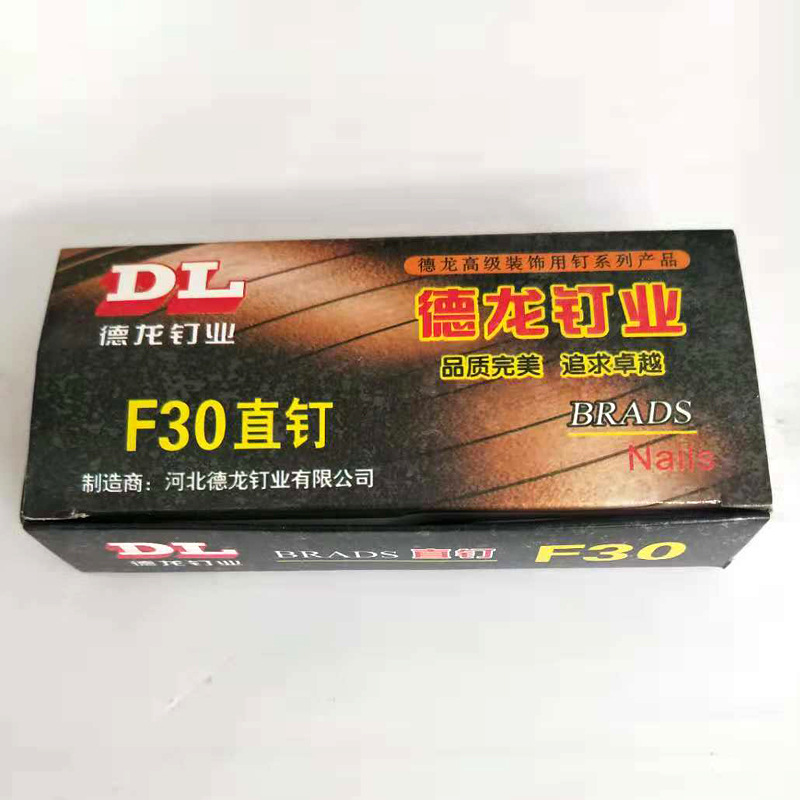 DL
德龙钉业
德龙高级装饰用钉系列产品
德龙钉业
品质完美 追求卓越
F30直钉
BRADS
Nails
制造商：河北德龙钉业有限公司
DL
德龙钉业
BRADS 直钉 F30